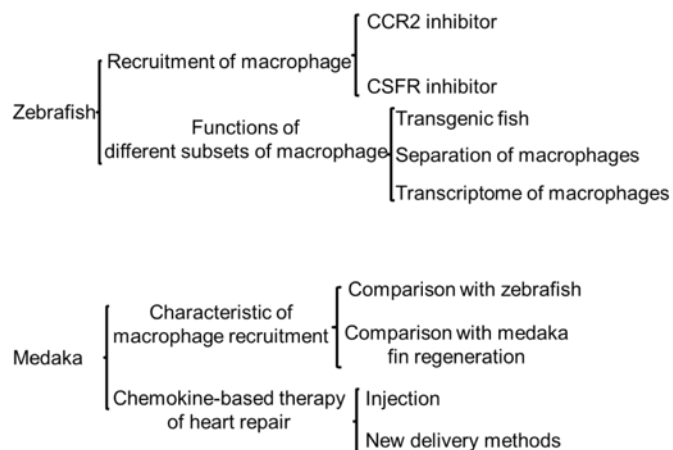 Zebrafish
Recruitment of macrophage
CCR2 inhibitor
CSFR inhibitor
Functions of
different subsets of macrophage
Transgenic fish
Separation of macrophages
Transcriptome of macrophages
Medaka
Characteristic of
macrophage recruitment
Comparison with zebrafish
Comparison with medaka
fin regeneration
Chemokine-based therapy
of heart repair
Injection
New delivery methods